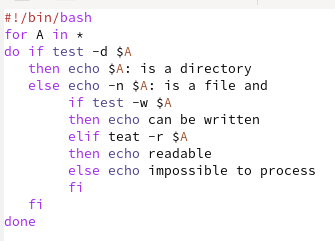 #!/bin/bash
for A in *
do if test -d $A
then echo $A: is a directory
else echo -n $A: is a file and
if test -w $A
then echo can be written
elif teat -r $A
then echo readable
else echo impossible to process
fi
fi
done